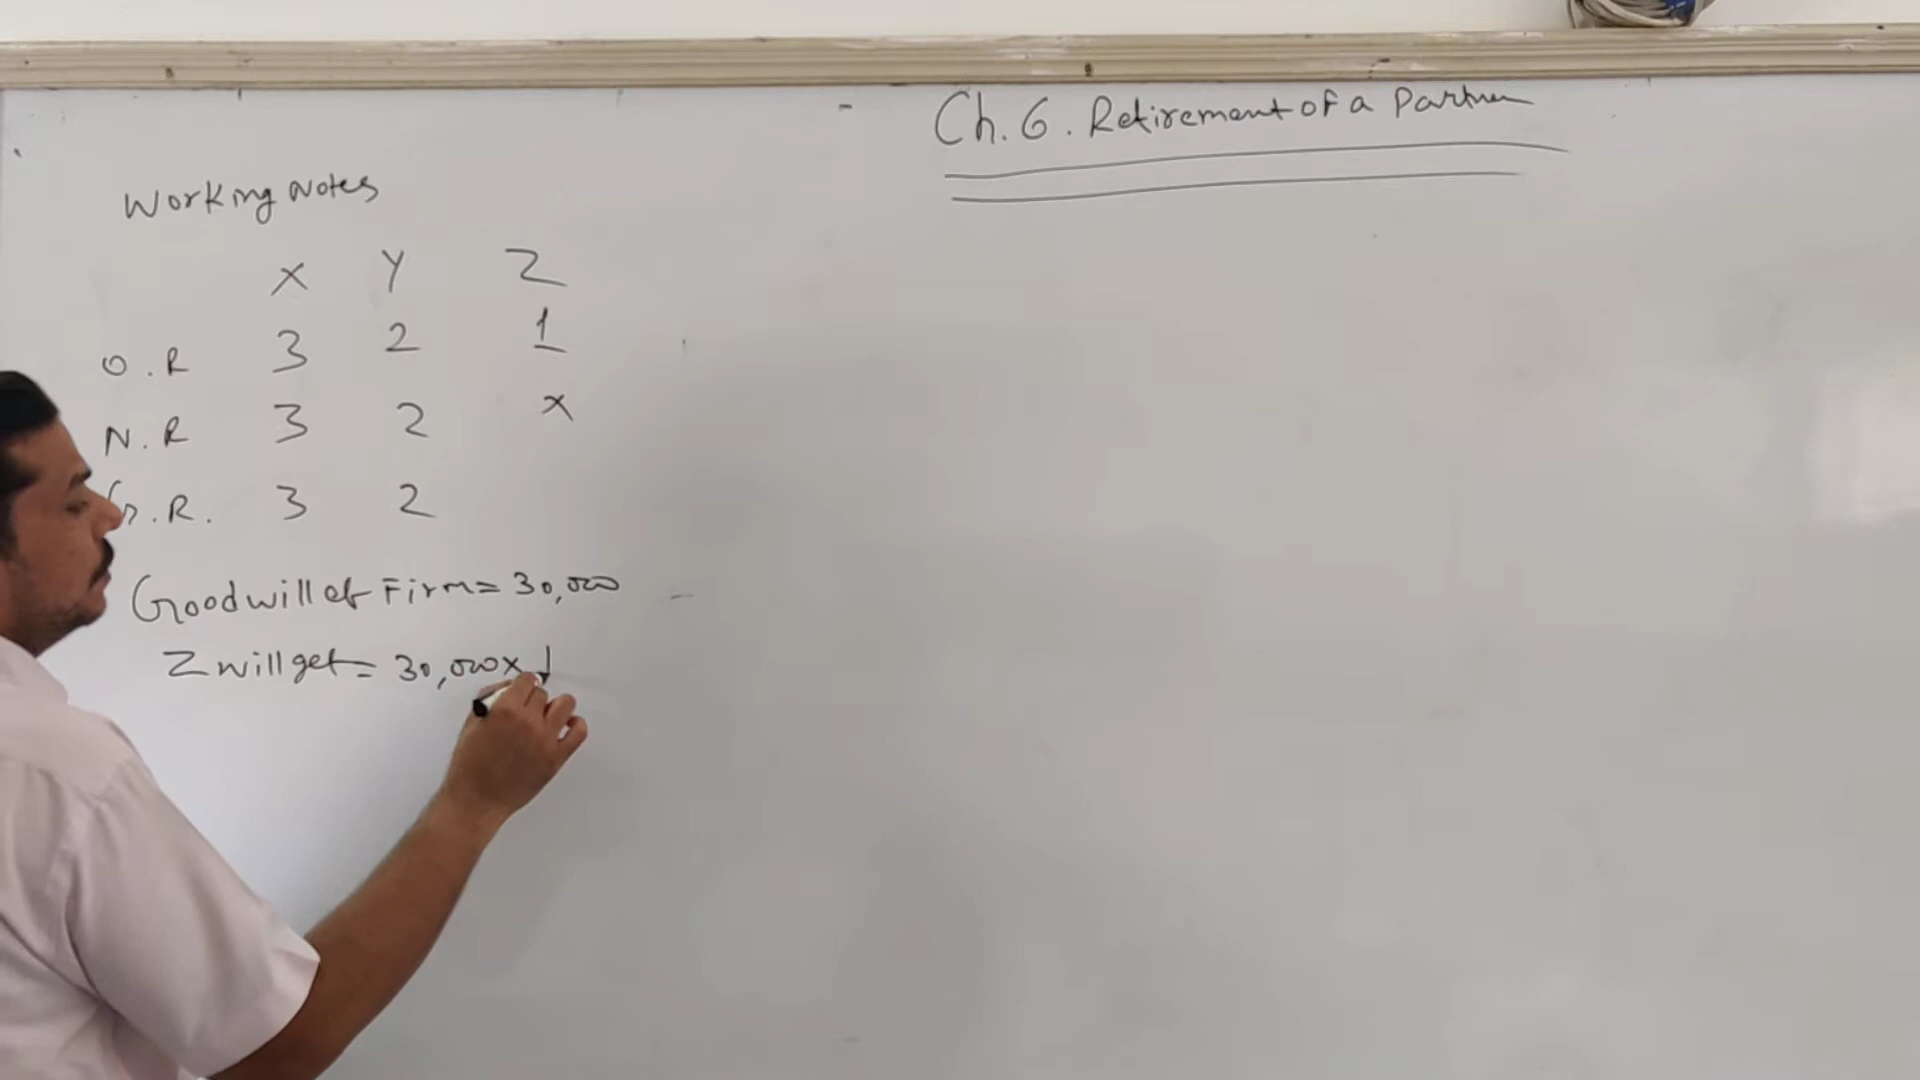 Ch. 6. Retirement of a Partner
Working Notes
X Y Z
O.R 3 2 1
N.R 3 2 x
G.R. 3 2
Goodwill of Firm = 30,000
Z will get = 30,000 x 1